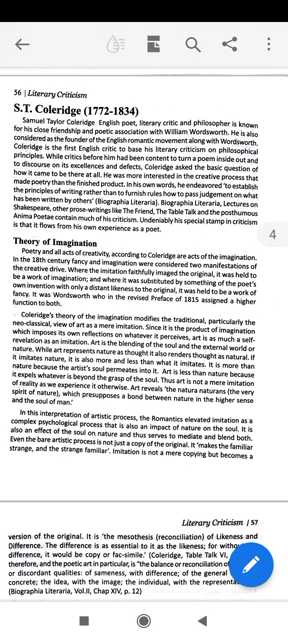 56 | Literary Criticism
S.T. Coleridge (1772-1834)
Samuel Taylor Coleridge English poet, literary critic and philosopher is known
for his close friendship and poetic association with William Wordsworth. He is also
considered as the founder of the English romantic movement along with Wordsworth.
Coleridge is the first English critic to base his literary criticism on philosophical
principles. While critics before him had been content to turn a poem inside out and
to discourse on its excellences and defects, Coleridge asked the basic question of
how it came to be there at all. He was more interested in the creative process that
made poetry than the finished product. In his own words, he endeavored 'to establish
the principles of writing rather than to furnish rules how to pass judgement on what
has been written by others' (Biographia Literaria). Biographia Literaria, Lectures on
Shakespeare, other prose-writings like The Friend, The Table Talk and the posthumous
Anima Poetae contain much of his criticism. Undeniably his special stamp in criticism
is that it flows from his own experience as a poet.
4
Theory of Imagination
Poetry and all acts of creativity, according to Coleridge are acts of the imagination.
In the 18th century fancy and imagination were considered two manifestations of
the creative drive. Where the imitation faithfully imaged the original, it was held to
be a work of imagination; and where it was substituted by something of the poet's
own invention with only a distant likeness to the original, it was held to be a work of
fancy. It was Wordsworth who in the revised Preface of 1815 assigned a higher
function to both.
Coleridge's theory of the imagination modifies the traditional, particularly the
neo-classical, view of art as a mere imitation. Since it is the product of imagination
which imposes its own reflections on whatever it perceives, art is as much a self-
revelation as an imitation. Art is the blending of the soul and the external world or
nature. While art represents nature as thought it also renders thought as natural. If
it imitates nature, it is also more and less than what it imitates. It is more than
nature because the artist's soul permeates into it. Art is less than nature because
it expels whatever is beyond the grasp of the soul. Thus art is not a mere imitation
of reality as we experience it otherwise. Art reveals 'the natura naturans (the very
spirit of nature), which presupposes a bond between nature in the higher sense
and the soul of man.'
In this interpretation of artistic process, the Romantics elevated imitation as a
complex psychological process that is also an impact of nature on the soul. It is
also an effect of the soul on nature and thus serves to mediate and blend both.
Even the bare artistic process is not just a copy of the original. It 'makes the familiar
strange, and the strange familiar'. Imitation is not a mere copying but becomes a
Literary Criticism | 57
version of the original. It is 'the mesothesis (reconciliation) of Likeness and
Difference. The difference is as essential to it as the likeness; for without
difference, it would be copy or fac-simile.' (Coleridge, Table Talk VI,
therefore, and the poetic art in particular, is "the balance or reconciliation of
or discordant qualities: of sameness, with difference; of the general
concrete; the idea, with the image; the individual, with the
(Biographia Literaria, Vol.II, Chap XIV, p. 12)